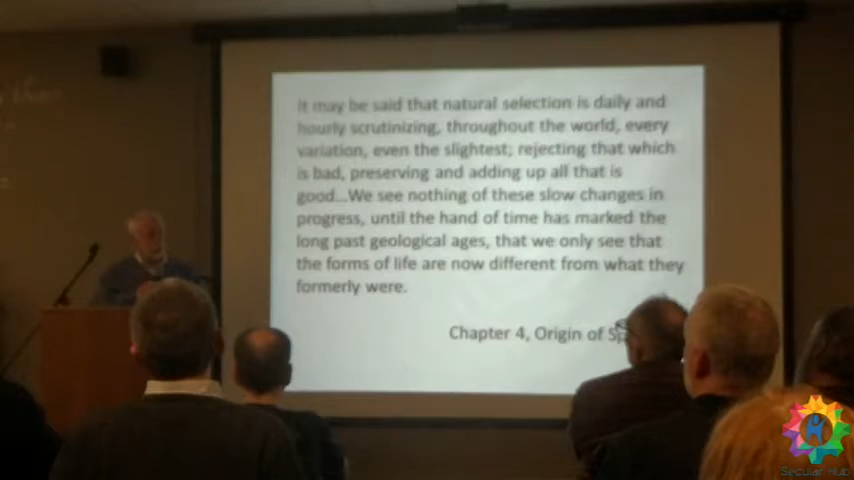 It may be said that natural selection is daily and
hourly scrutinizing, throughout the world, every
variation, even the slightest; rejecting that which
is bad, preserving and adding up all that is
good...We see nothing of these slow changes in
progress, until the hand of time has marked the
long past geological ages, that we only see that
the forms of life are now different from what they
formerly were.
Chapter 4, Origin of Sp
Secular Hub